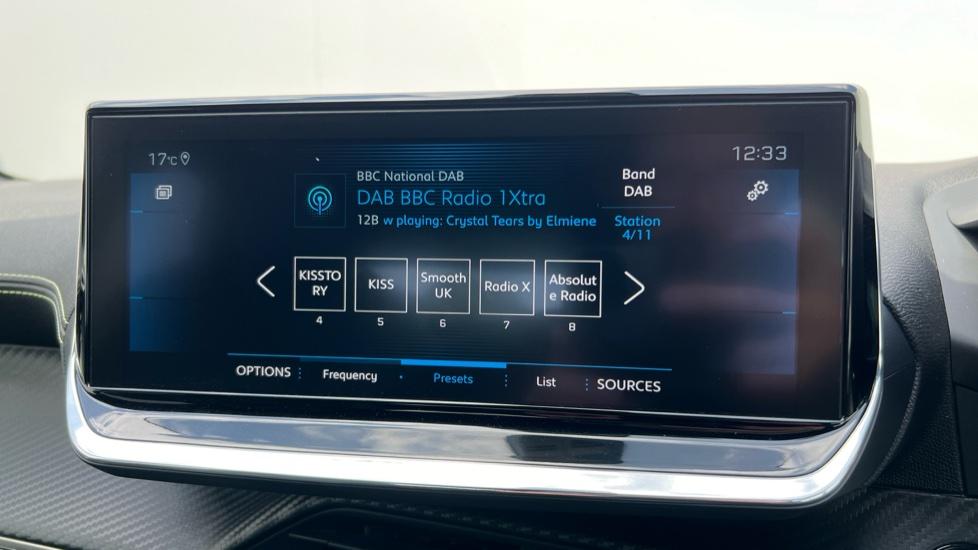 17°C
12:33
BBC National DAB
DAB BBC Radio 1Xtra
12B w playing: Crystal Tears by Elmiene
Band
DAB
Station
4/11
KISSTO
RY
4
KISS
5
Smooth
UK
6
Radio X
7
Absolut
e Radio
8
OPTIONS
Frequency
Presets
List
SOURCES